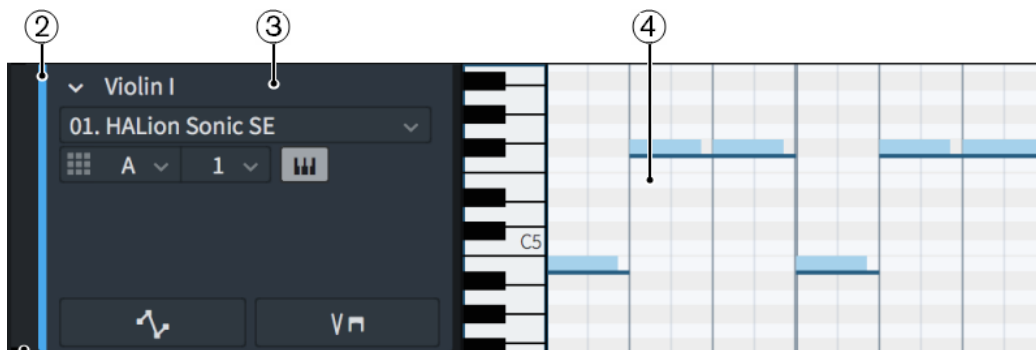 ② ③ ④
Violin I
01. HALion Sonic SE
A 1
C5